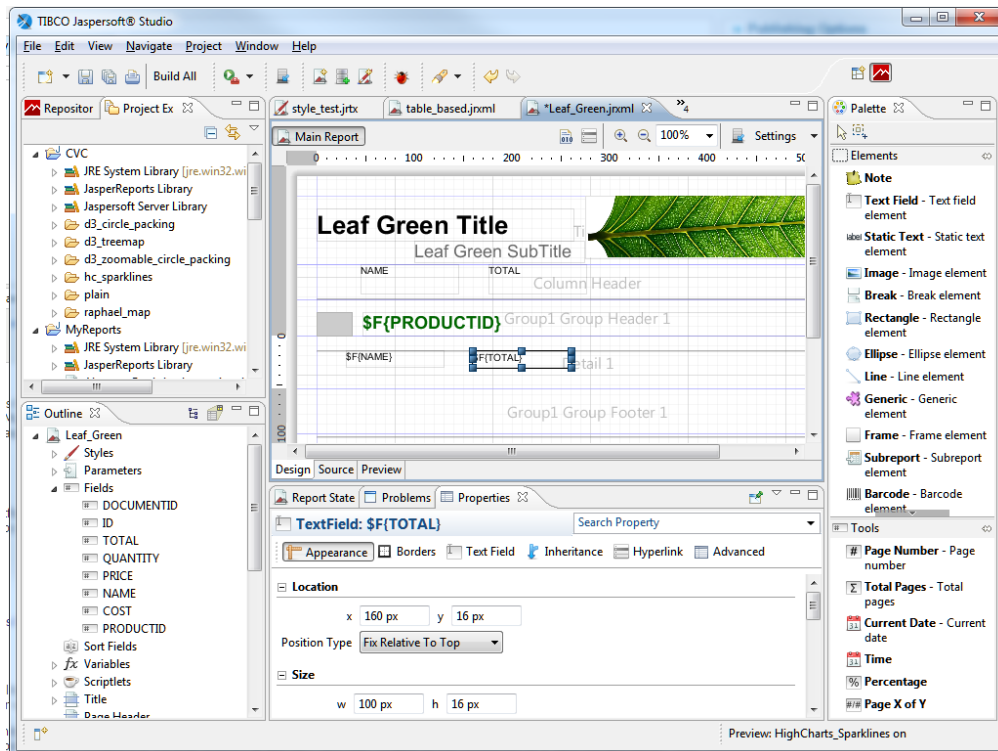 TIBCO Jaspersoft® Studio
File Edit View Navigate Project Window Help
Build All
Repositor
Project Ex
CVC
JRE System Library [jre.win32.wi
JasperReports Library
Jaspersoft Server Library
d3_circle_packing
d3_treemap
d3_zoomable_circle_packing
hc_sparklines
plain
raphael_map
MyReports
JRE System Library [jre.win32.wi
JasperReports Library
Outline
Leaf_Green
Styles
Parameters
Fields
DOCUMENTID
ID
TOTAL
QUANTITY
PRICE
NAME
COST
PRODUCTID
Sort Fields
Variables
Scriptlets
Title
Page Header
style_test.jrtx
table_based.jrxml
*Leaf_Green.jrxml
»4
Main Report
100%
Settings
0 100 200 300 400 50
Leaf Green Title
Leaf Green SubTitle
NAME TOTAL
Column Header
$F{PRODUCTID}
Group1 Group Header 1
$F{NAME}
$F{TOTAL}
Detail 1
Group1 Group Footer 1
0
100
Design Source Preview
Report State Problems Properties
TextField: $F{TOTAL}
Search Property
Appearance Borders Text Field Inheritance Hyperlink Advanced
Location
x 160 px y 16 px
Position Type Fix Relative To Top
Size
w 100 px h 16 px
Palette
Elements
Note
Text Field - Text field
element
Static Text - Static text
element
Image - Image element
Break - Break element
Rectangle - Rectangle
element
Ellipse - Ellipse element
Line - Line element
Generic - Generic
element
Frame - Frame element
Subreport - Subreport
element
Barcode - Barcode
element
Tools
Page Number - Page
number
Total Pages - Total
pages
Current Date - Current
date
Time
Percentage
Page X of Y
Preview: HighCharts_Sparklines on